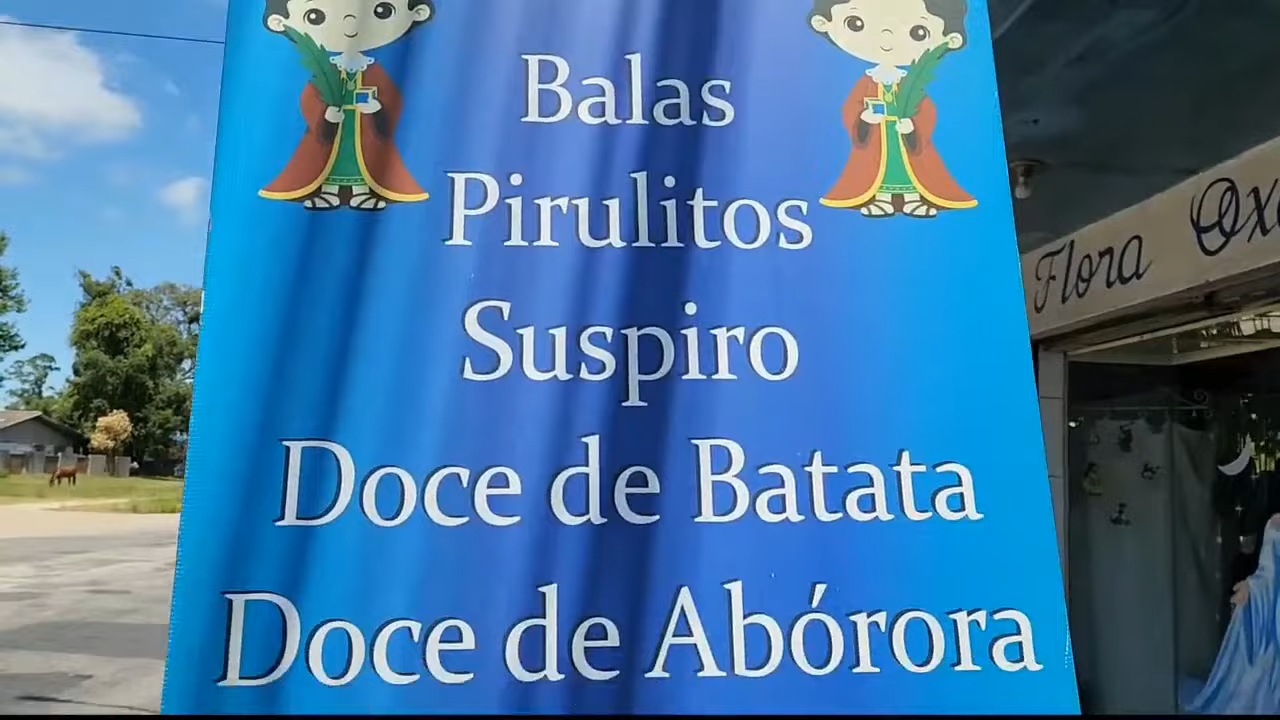 Balas
Pirulitos
Suspiro
Doce de Batata
Doce de Abórora
Flora